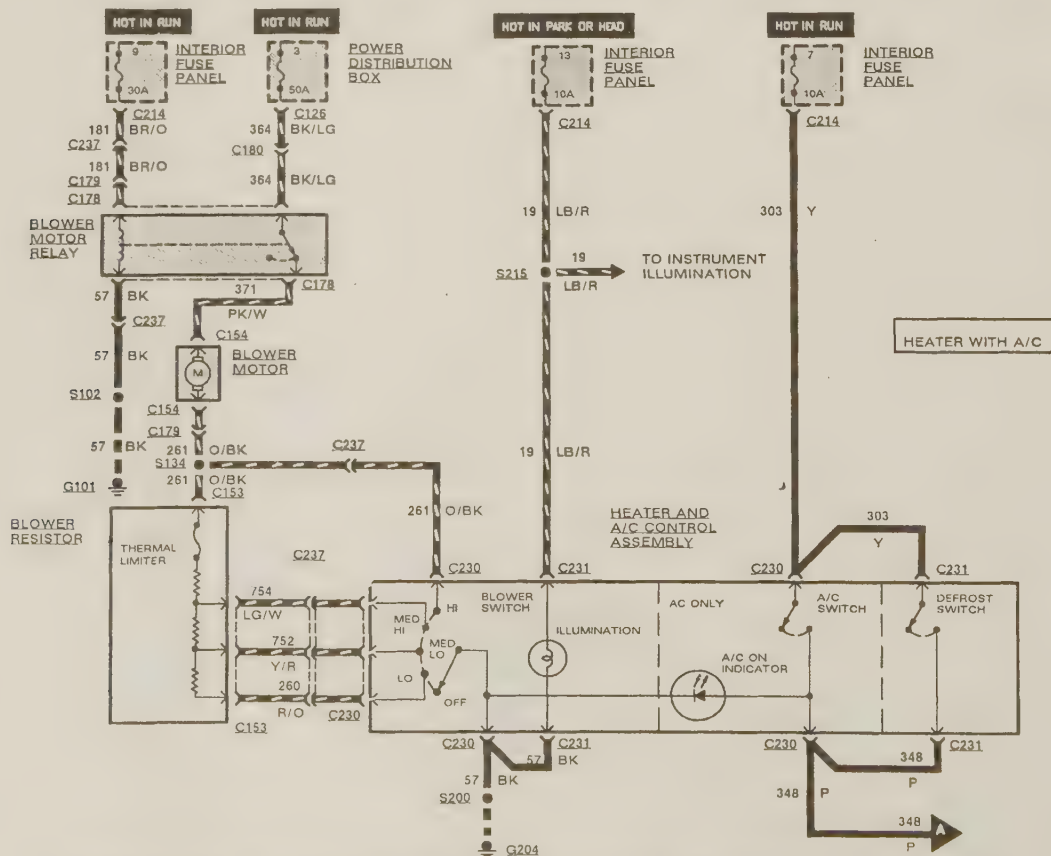 HOT IN RUN
HOT IN RUN
HOT IN PARK OR HEAD
HOT IN RUN
9
30A
INTERIOR
FUSE
PANEL
3
50A
POWER
DISTRIBUTION
BOX
13
10A
INTERIOR
FUSE
PANEL
7
10A
INTERIOR
FUSE
PANEL
C214
C126
C214
C214
181 BR/O
364 BK/LG
C237
C180
181 BR/O
364 BK/LG
C179
C178
19 LB/R
303 Y
BLOWER
MOTOR
RELAY
S215
19
LB/R
TO INSTRUMENT
ILLUMINATION
57 BK
371
PK/W
C178
C237
C154
HEATER WITH A/C
57 BK
M
BLOWER
MOTOR
S102
C154
C179
57 BK
261 O/BK
C237
19 LB/R
S134
261 O/BK
G101
C153
261 O/BK
BLOWER
RESISTOR
HEATER AND
A/C CONTROL
ASSEMBLY
303
Y
THERMAL
LIMITER
C237
C230
C231
C230
C231
754
LG/W
BLOWER
SWITCH
AC ONLY
A/C
SWITCH
DEFROST
SWITCH
HI
MED
HI
ILLUMINATION
752
Y/R
MED
LO
A/C ON
INDICATOR
LO
260
R/O
OFF
C153
C230
C230
C231
C230
C231
57 BK
348
P
57 BK
S200
348 P
348
P
A
G204